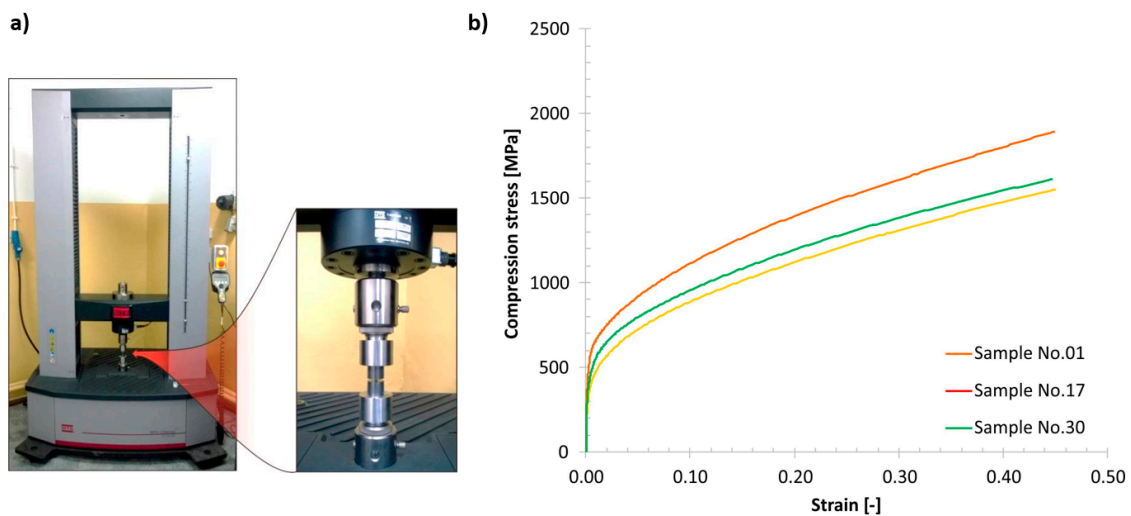 a)
b)
Compression stress [MPa]
2500
2000
1500
1000
500
0
0.00 0.10 0.20 0.30 0.40 0.50
Strain [-]
Sample No.01
Sample No.17
Sample No.30